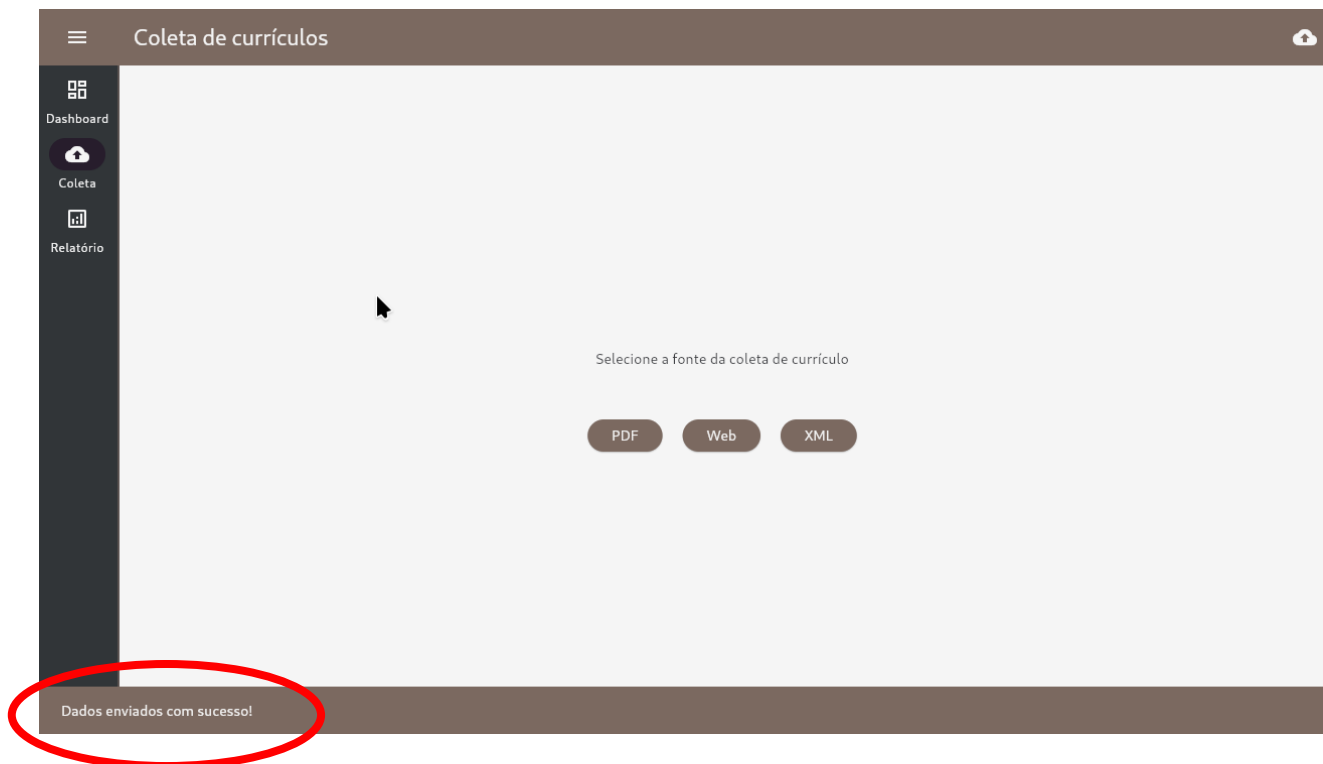 Coleta de currículos
Dashboard
Coleta
Relatório
Selecione a fonte da coleta de currículo
PDF Web XML
Dados enviados com sucesso!